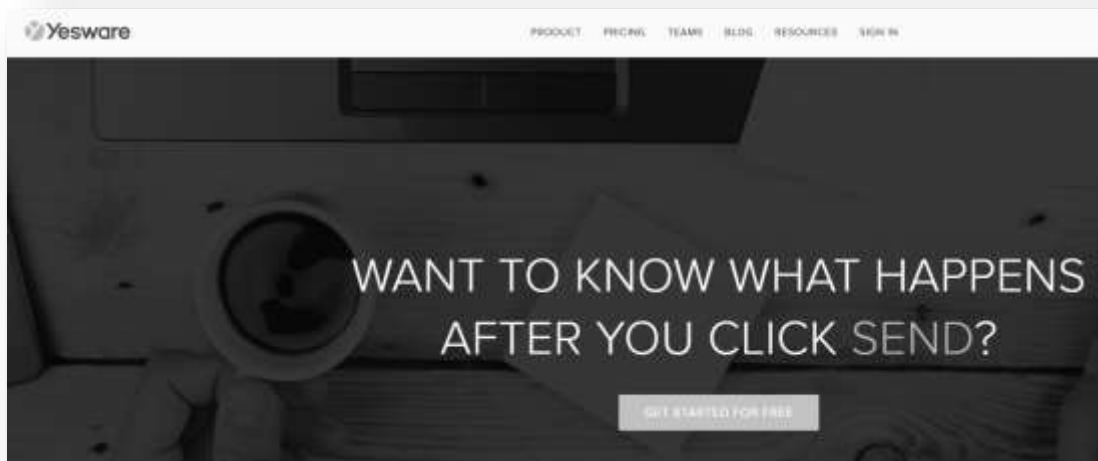 Yesware
PRODUCT PRICING TEAMS BLOG RESOURCES SIGN IN
WANT TO KNOW WHAT HAPPENS
AFTER YOU CLICK SEND?
GET STARTED FOR FREE